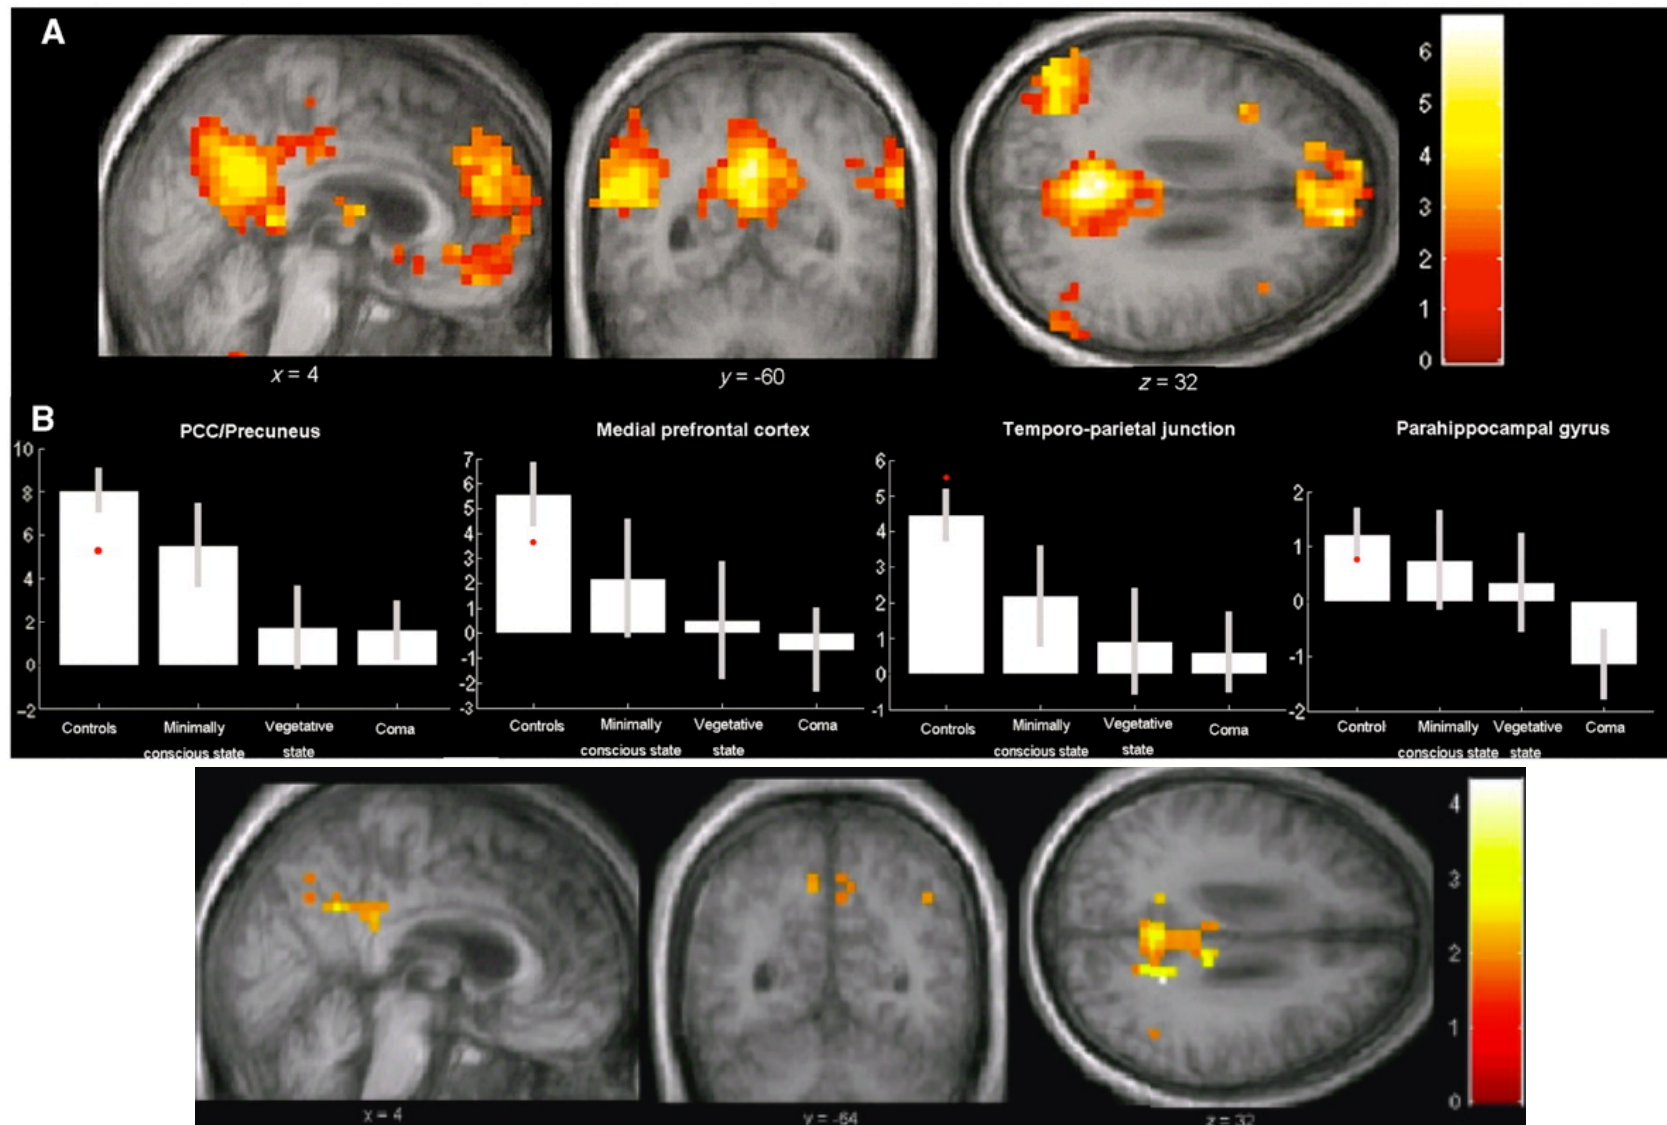 A
6
5
4
3
2
1
0
x = 4
y = -60
z = 32
B
PCC/Precuneus
10
8
6
4
2
0
-2
Controls
Minimally
conscious state
Vegetative
state
Coma
Medial prefrontal cortex
7
6
5
4
3
2
1
0
-1
-2
-3
Controls
Minimally
conscious state
Vegetative
state
Coma
Temporo-parietal junction
6
5
4
3
2
1
0
-1
Controls
Minimally
conscious state
Vegetative
state
Coma
Parahippocampal gyrus
2
1
0
-1
-2
Control
Minimally
conscious state
Vegetative
state
Coma
4
3
2
1
0
x = 4
y = -64
z = 32